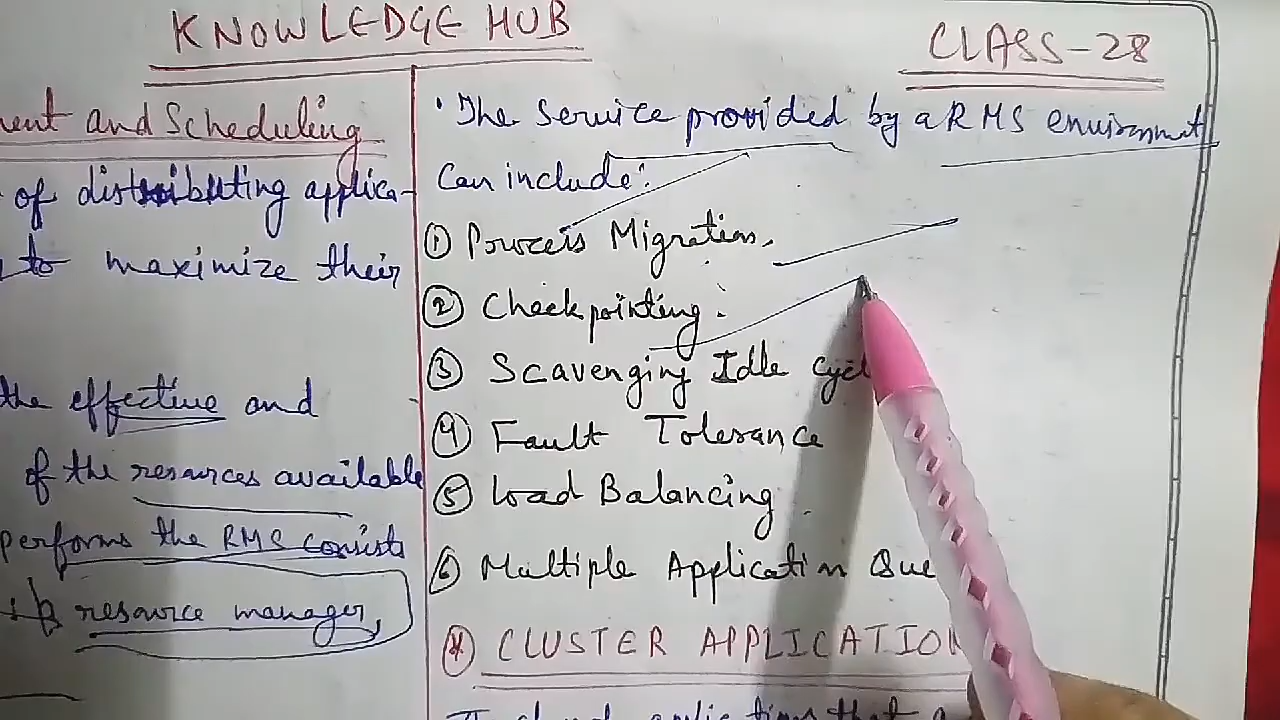 KNOWLEDGE HUB
CLASS-28
ment and Scheduling
of distributing applica-
to maximize their
the effective and
of the resources available
performs the RMS consists
resource manager,
• The Service provided by a RMS environment
Can include:
① Process Migration.
② Checkpointing:
③ Scavenging Idle cycl
④ Fault Tolerance
⑤ Load Balancing
⑥ Multiple Application Que
* CLUSTER APPLICATION
that a